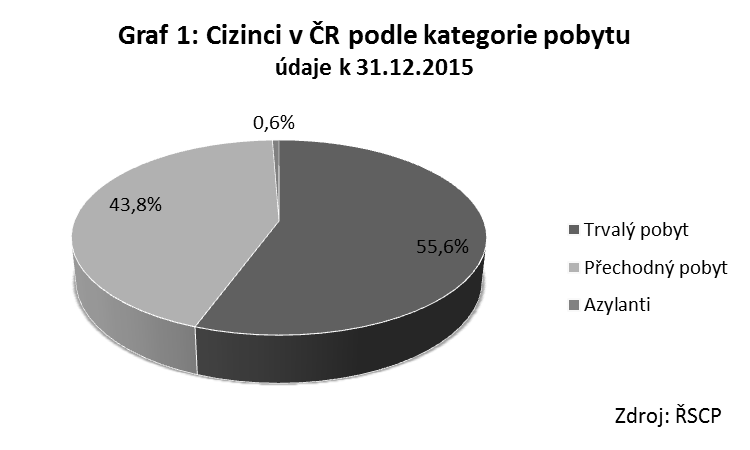 Graf 1: Cizinci v ČR podle kategorie pobytu
údaje k 31.12.2015
0,6%
43,8%
55,6%
Trvalý pobyt
Přechodný pobyt
Azylanti
Zdroj: ŘSCP